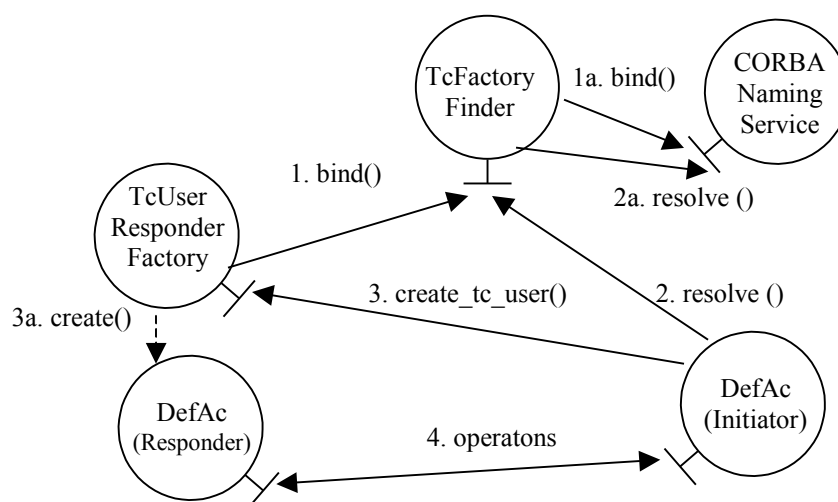 TcFactory
Finder
1a. bind()
CORBA
Naming
Service
1. bind()
2a. resolve ()
TcUser
Responder
Factory
3. create_tc_user()
2. resolve ()
3a. create()
DefAc
(Responder)
DefAc
(Initiator)
4. operatons